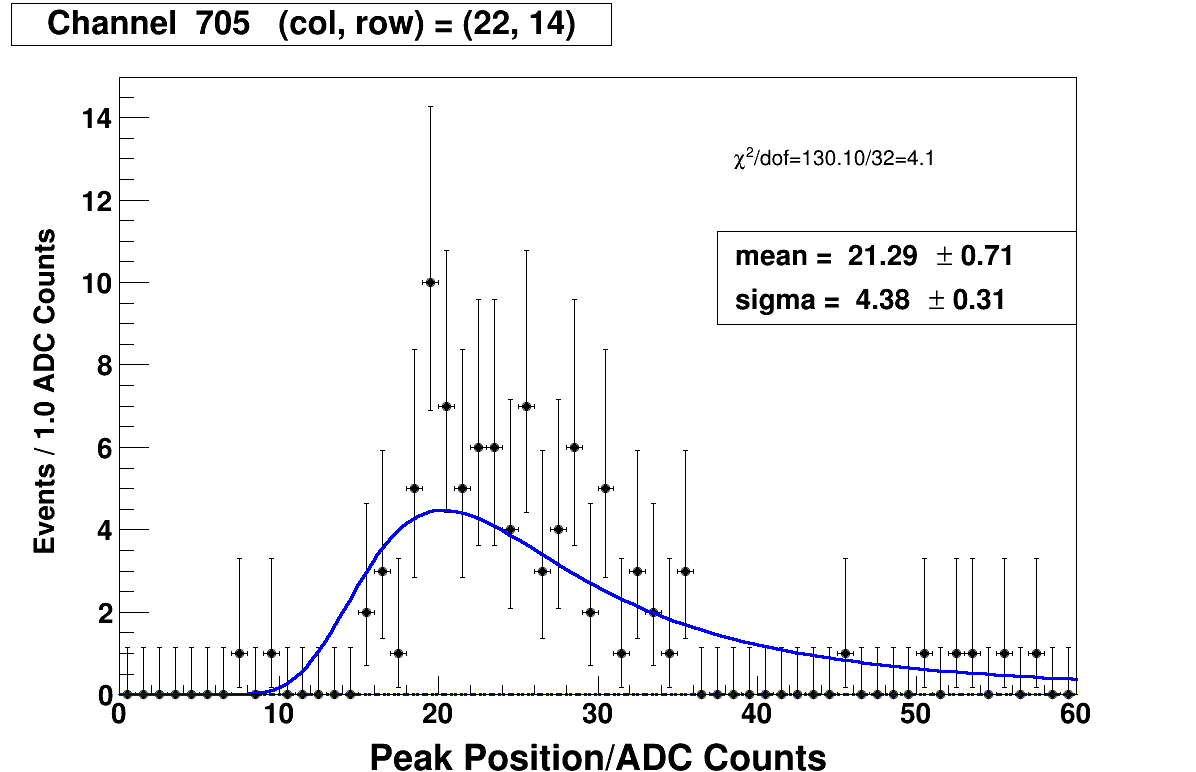 Channel 705 (col, row) = (22, 14)
χ²/dof=130.10/32=4.1
mean = 21.29 ± 0.71
sigma = 4.38 ± 0.31
Events / 1.0 ADC Counts
14
12
10
8
6
4
2
0
0 10 20 30 40 50 60
Peak Position/ADC Counts